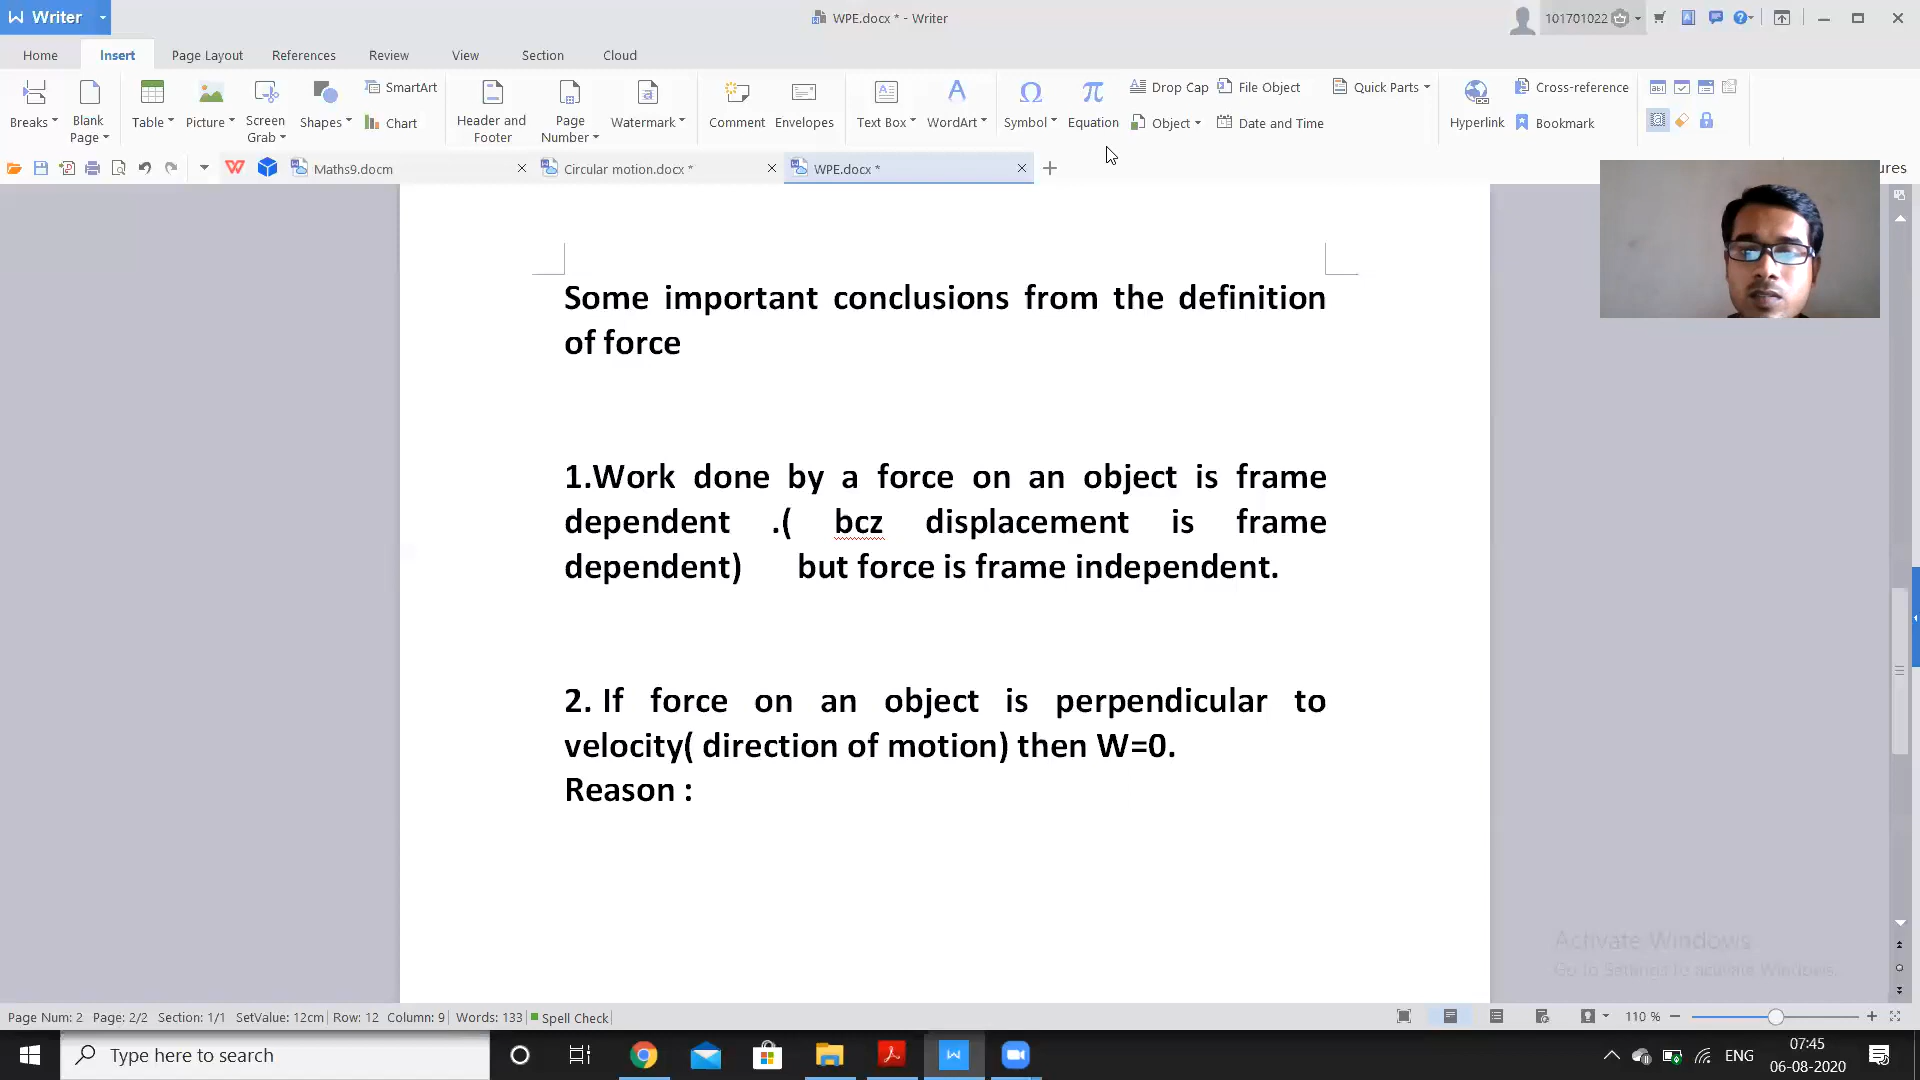 Writer
WPE.docx * - Writer
101701022
Home Insert Page Layout References Review View Section Cloud
SmartArt Drop Cap File Object Quick Parts Cross-reference
Breaks Blank Page Table Picture Screen Grab Shapes Chart Header and Footer Page Number Watermark Comment Envelopes Text Box WordArt Symbol Equation Object Date and Time Hyperlink Bookmark
Maths9.docm Circular motion.docx * WPE.docx * ures
Some important conclusions from the definition
of force
1.Work done by a force on an object is frame
dependent .( bcz displacement is frame
dependent) but force is frame independent.
2. If force on an object is perpendicular to
velocity( direction of motion) then W=0.
Reason :
Activate Windows
Go to Settings to activate Windows.
Page Num: 2 Page: 2/2 Section: 1/1 SetValue: 12cm Row: 12 Column: 9 Words: 133 Spell Check 110 %
Type here to search
ENG
07:45
06-08-2020